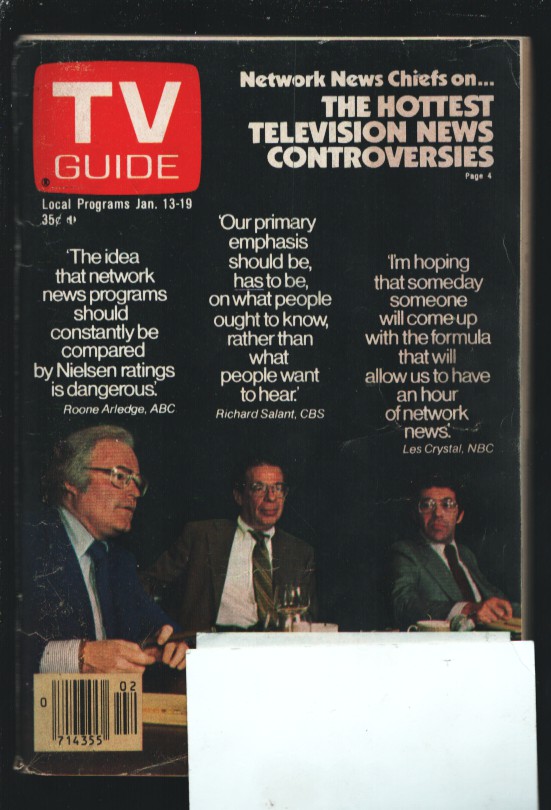 TV
GUIDE
®
Local Programs Jan. 13-19
35¢
Network News Chiefs on...
THE HOTTEST
TELEVISION NEWS
CONTROVERSIES
Page 4
'The idea
that network
news programs
should
constantly be
compared
by Nielsen ratings
is dangerous.'
Roone Arledge, ABC
'Our primary
emphasis
should be,
has to be,
on what people
ought to know,
rather than
what
people want
to hear.'
Richard Salant, CBS
'I'm hoping
that someday
someone
will come up
with the formula
that will
allow us to have
an hour
of network
news.'
Les Crystal, NBC
02
0
714355